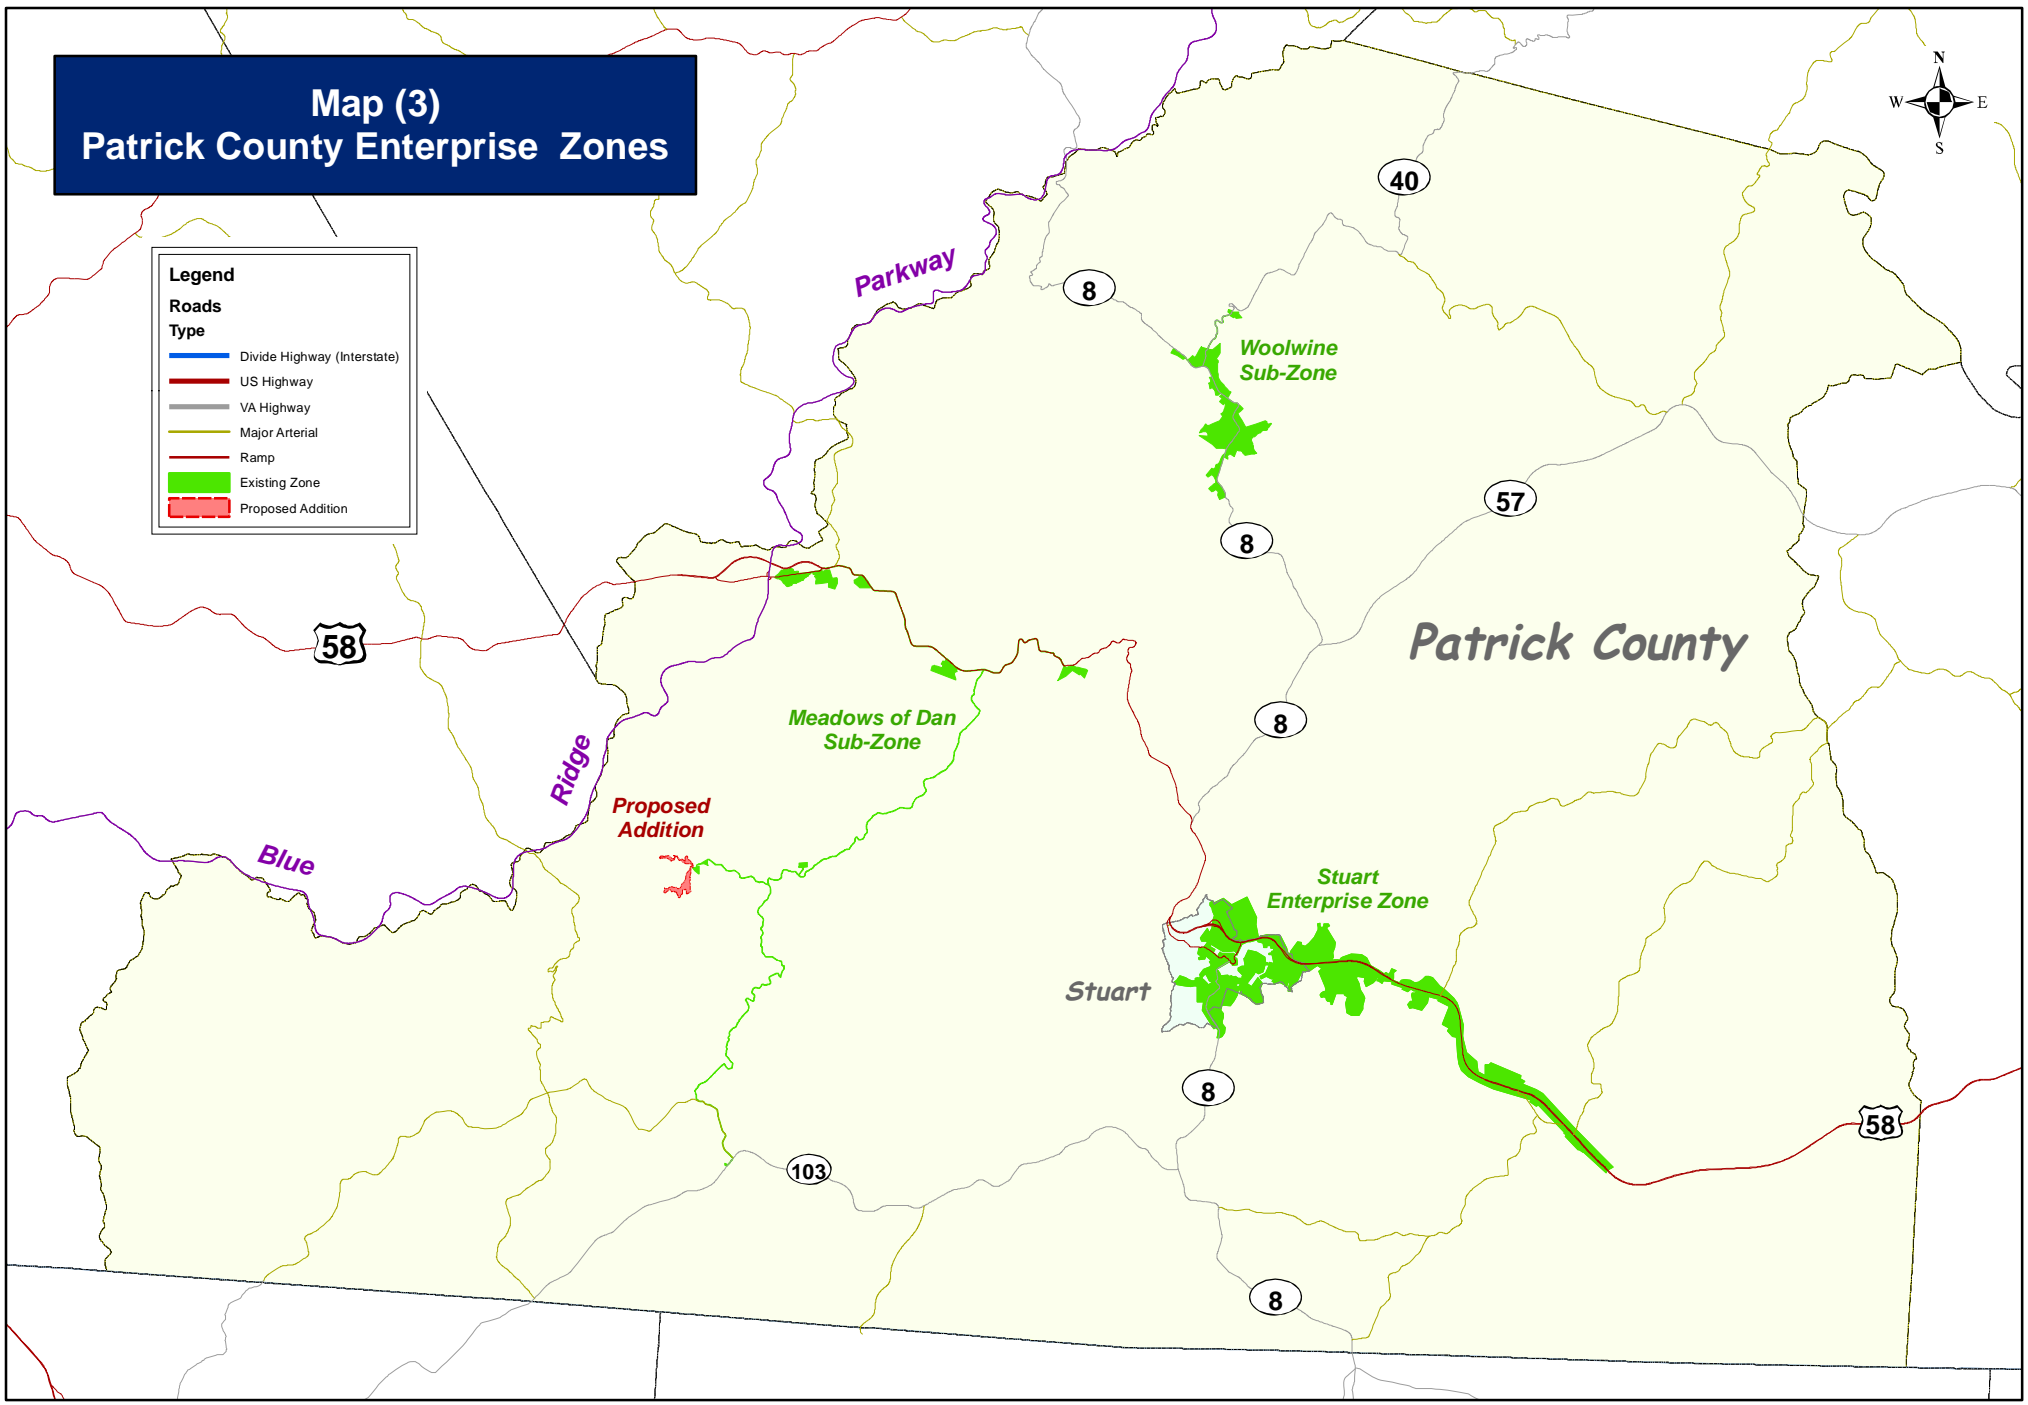 Map (3)
Patrick County Enterprise  Zones
N
W
E
S
Legend
Roads
Type
Divide Highway (Interstate)
US Highway
VA Highway
Major Arterial
Ramp
Existing Zone
Proposed Addition
40
Parkway
8
Woolwine
Sub-Zone
57
8
58
Patrick County
Meadows of Dan
Sub-Zone
8
Ridge
Proposed
Addition
Blue
Stuart
Enterprise Zone
Stuart
8
58
103
8